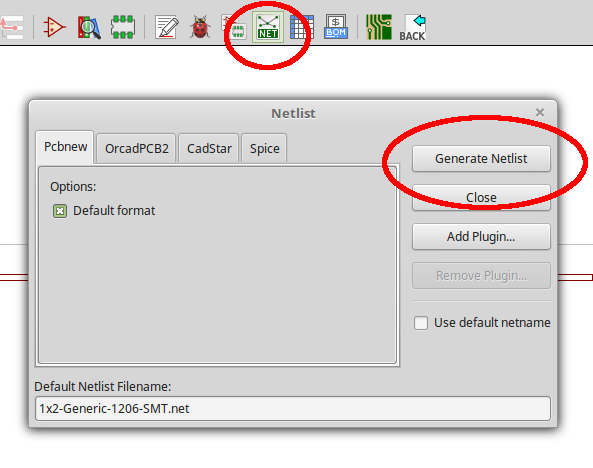 NET
BOM
BACK
Netlist
Pcbnew
OrcadPCB2
CadStar
Spice
Generate Netlist
Options:
Close
Default format
Add Plugin...
Remove Plugin...
Use default netname
Default Netlist Filename:
1x2-Generic-1206-SMT.net